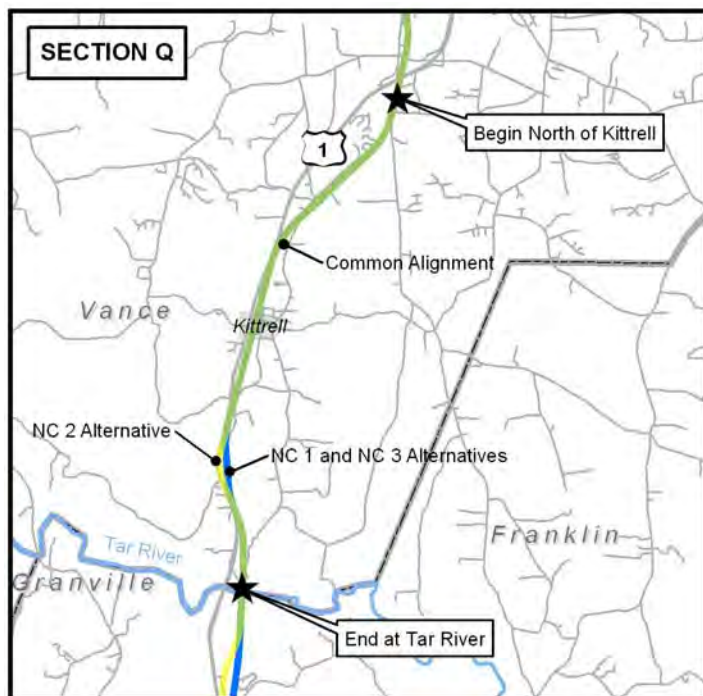 SECTION Q
Begin North of Kittrell
1
Common Alignment
Vance
Kittrell
NC 2 Alternative
NC 1 and NC 3 Alternatives
Tar River
Franklin
Granville
End at Tar River